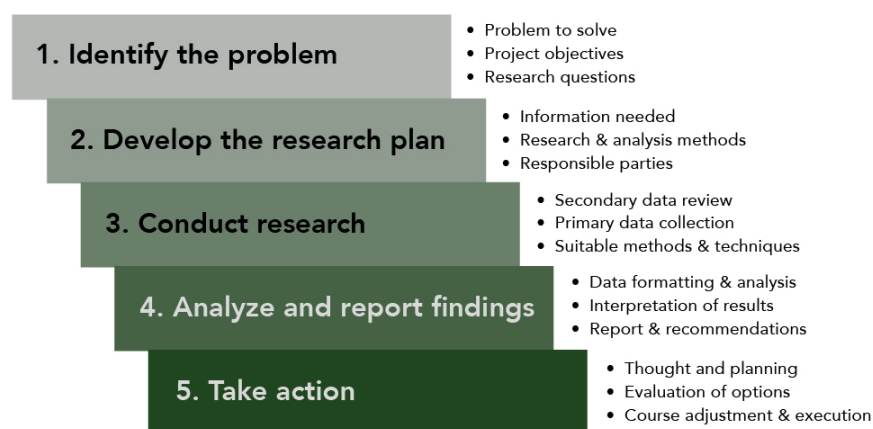 1. Identify the problem
• Problem to solve
• Project objectives
• Research questions
2. Develop the research plan
• Information needed
• Research & analysis methods
• Responsible parties
3. Conduct research
• Secondary data review
• Primary data collection
• Suitable methods & techniques
4. Analyze and report findings
• Data formatting & analysis
• Interpretation of results
• Report & recommendations
5. Take action
• Thought and planning
• Evaluation of options
• Course adjustment & execution